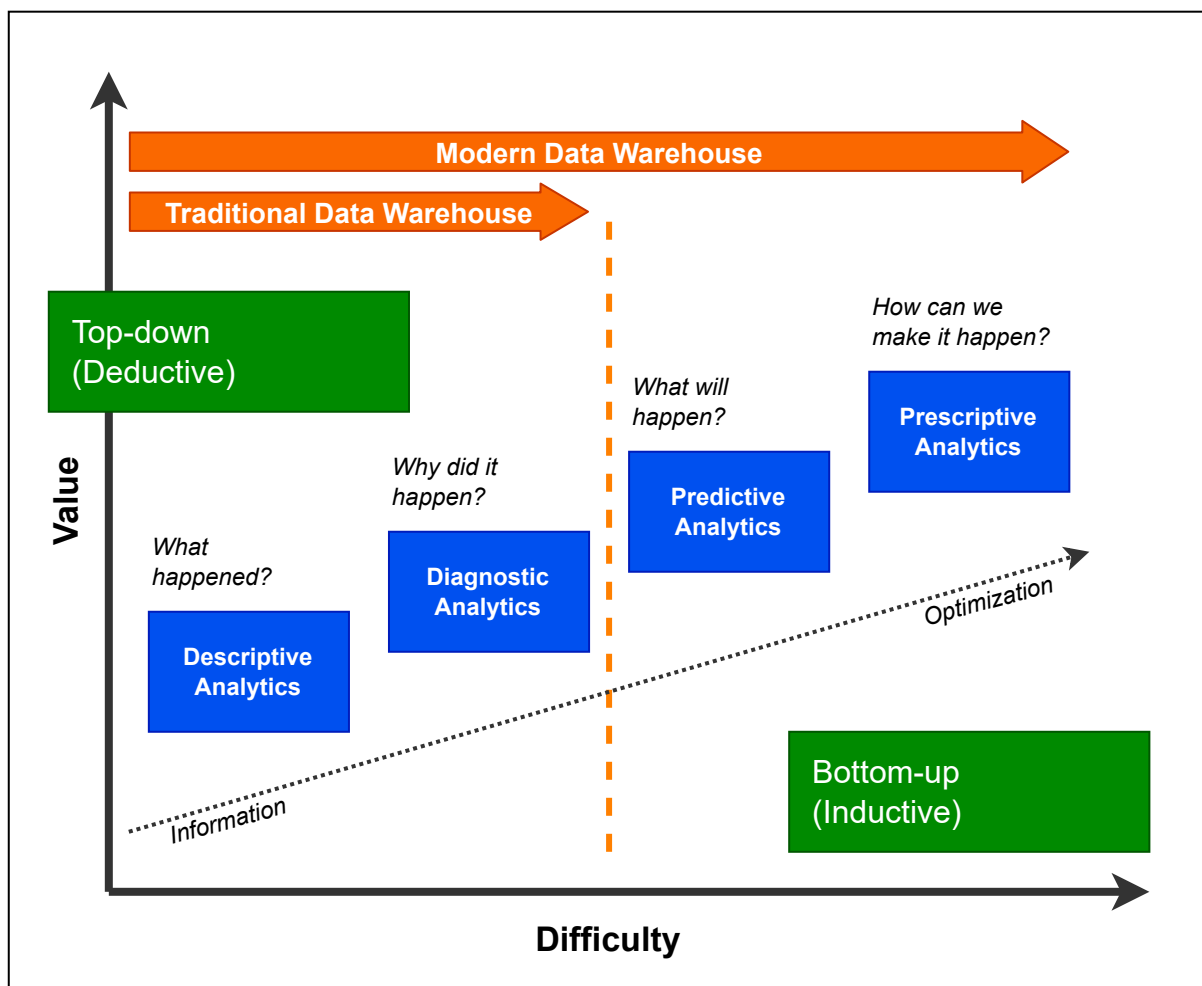 Modern Data Warehouse
Traditional Data Warehouse
Top-down
(Deductive)
How can we
make it happen?
What will
happen?
Prescriptive
Analytics
Why did it
happen?
Predictive
Analytics
Value
What
happened?
Diagnostic
Analytics
Descriptive
Analytics
Optimization
Information
Bottom-up
(Inductive)
Difficulty